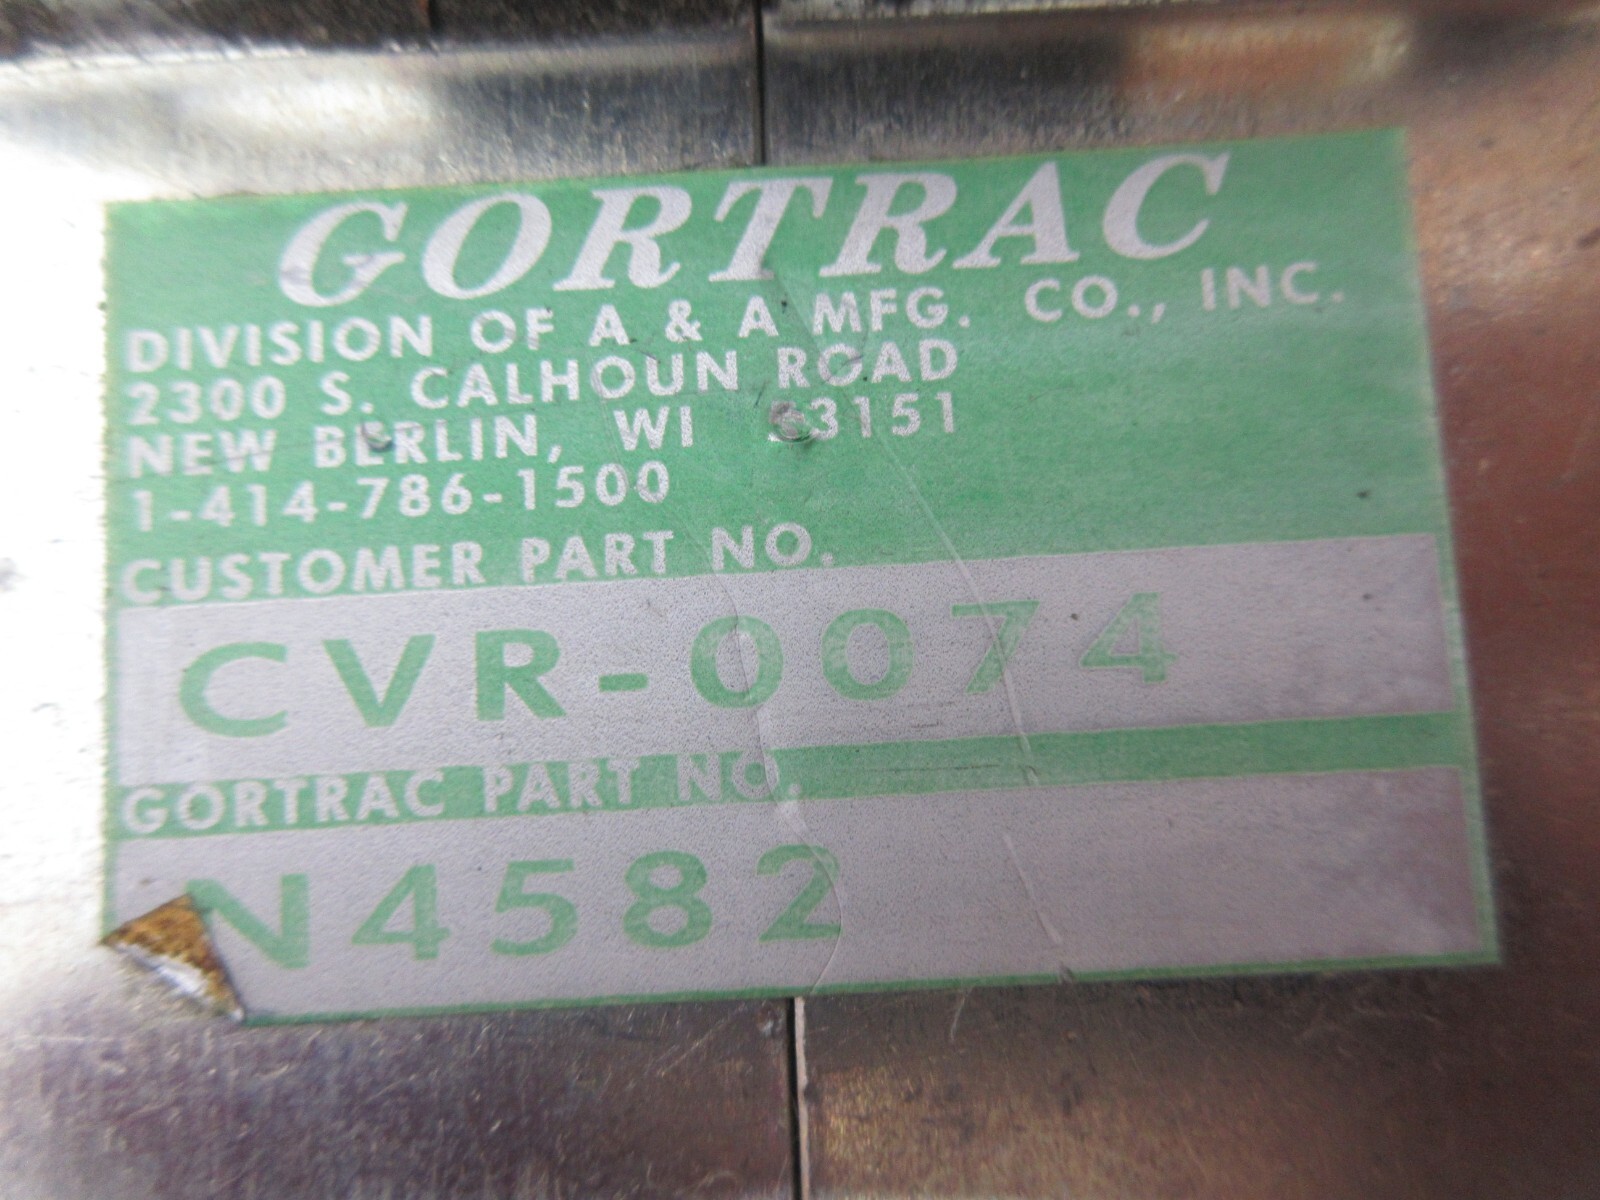 GORTRAC
DIVISION OF A & A MFG. CO., INC.
2300 S. CALHOUN ROAD
NEW BERLIN, WI 53151
1-414-786-1500
CUSTOMER PART NO.
CVR-0074
GORTRAC PART NO.
N4582